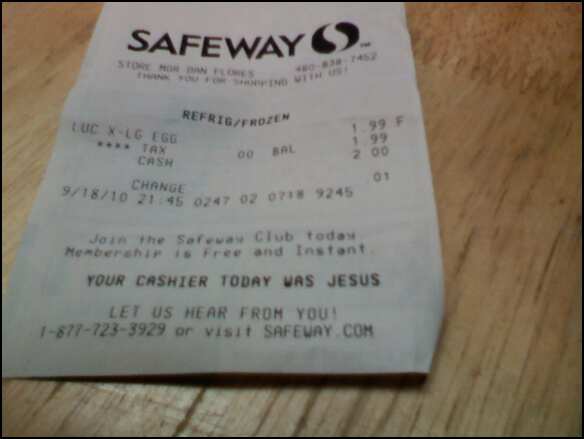 SAFEWAY ™
STORE MGR DAN FLORES 480-838-7452
THANK YOU FOR SHOPPING WITH US!
REFRIG/FROZEN
LUC X-LG EGG 1.99 F
**** TAX .00 BAL 1.99
CASH 2.00
CHANGE .01
9/18/10 21:45 0247 02 0718 9245
Join the Safeway Club today
Membership is Free and Instant.
YOUR CASHIER TODAY WAS JESUS
LET US HEAR FROM YOU!
1-877-723-3929 or visit SAFEWAY.COM